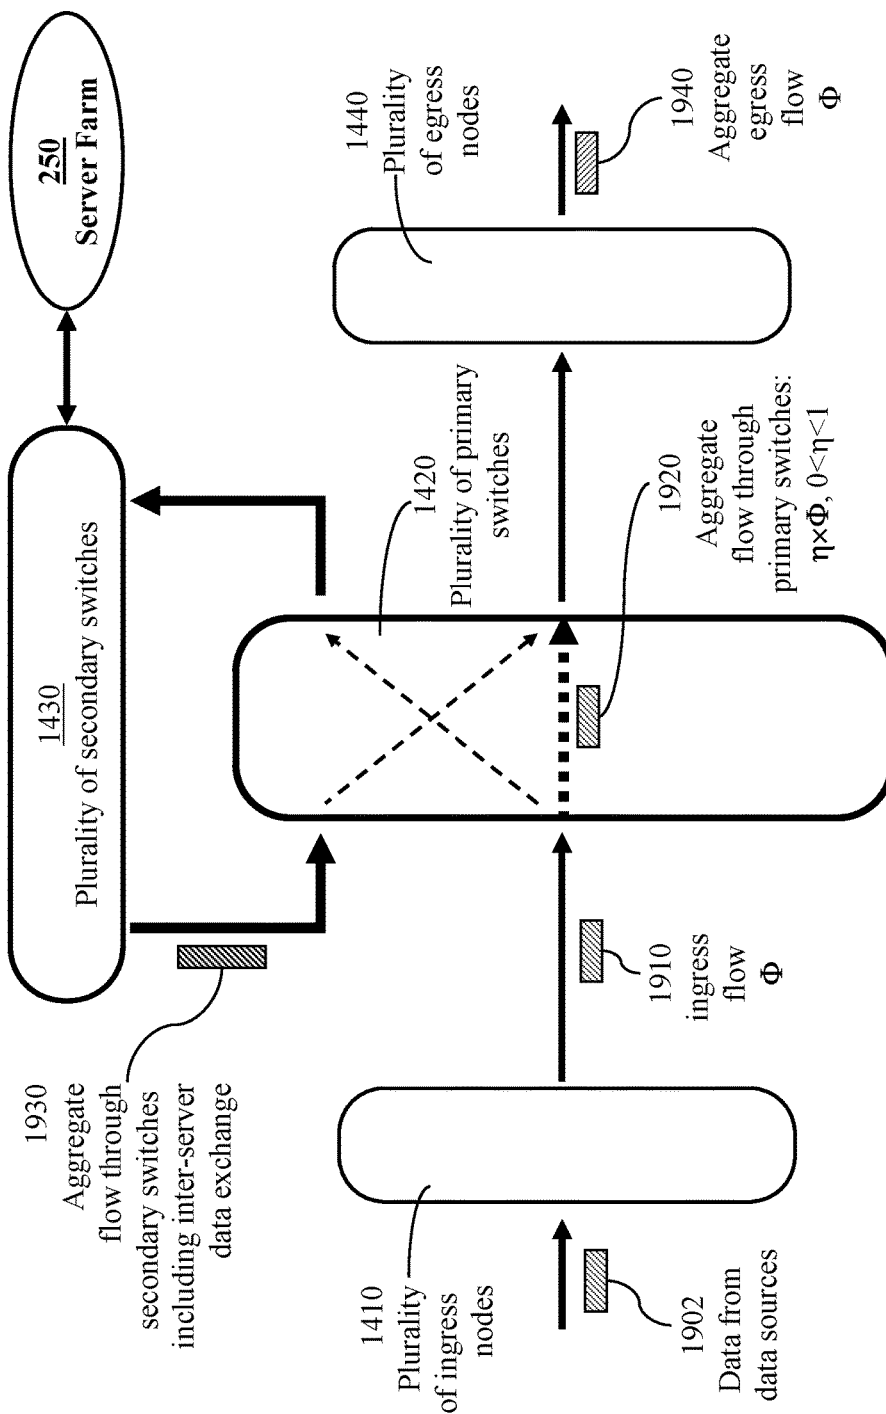 1430
Plurality of secondary switches
250
Server Farm
1930
Aggregate
flow through
secondary switches
including inter-server
data exchange
1410
Plurality
of ingress
nodes
1420
Plurality of primary
switches
1440
Plurality
of egress
nodes
1902
Data from
data sources
1910
ingress
flow
Φ
1920
Aggregate
flow through
primary switches:
η×Φ, 0<η<1
1940
Aggregate
egress
flow
Φ